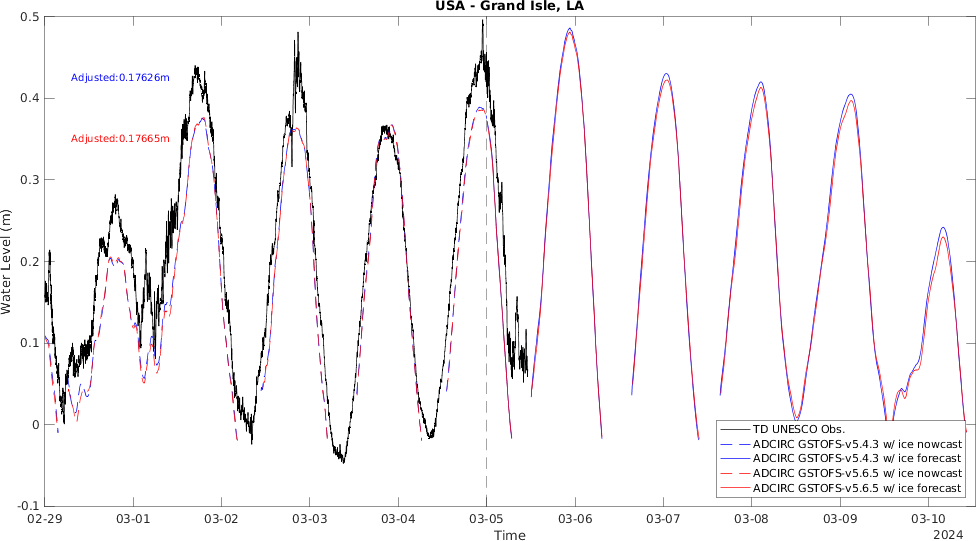 USA - Grand Isle, LA
0.5
Adjusted:0.17626m
0.4
Adjusted:0.17665m
0.3
Water Level (m)
0.2
0.1
0
-0.1
TD UNESCO Obs.
ADCIRC GSTOFS-v5.4.3 w/ ice nowcast
ADCIRC GSTOFS-v5.4.3 w/ ice forecast
ADCIRC GSTOFS-v5.6.5 w/ ice nowcast
ADCIRC GSTOFS-v5.6.5 w/ ice forecast
02-29 03-01 03-02 03-03 03-04 03-05 03-06 03-07 03-08 03-09 03-10
Time
2024